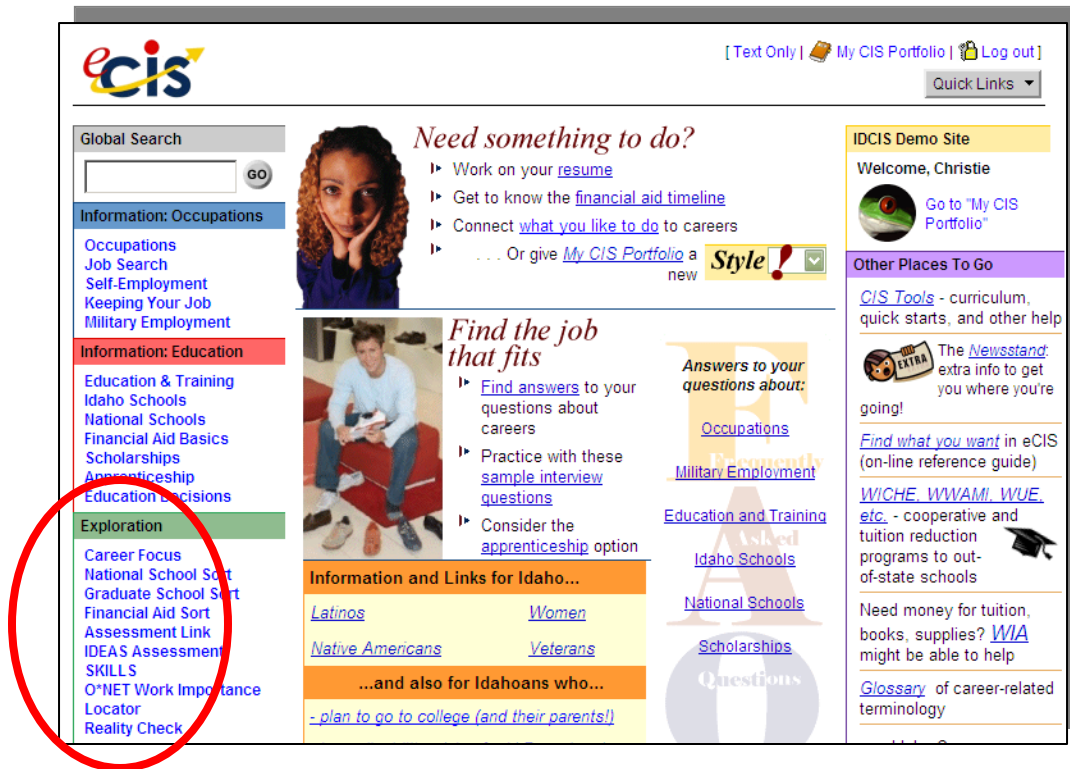 ecis
[ Text Only | My CIS Portfolio | Log out ]
Quick Links
Global Search
GO
Information: Occupations
Occupations
Job Search
Self-Employment
Keeping Your Job
Military Employment
Information: Education
Education & Training
Idaho Schools
National Schools
Financial Aid Basics
Scholarships
Apprenticeship
Education Decisions
Exploration
Career Focus
National School Sort
Graduate School Sort
Financial Aid Sort
Assessment Link
IDEAS Assessment
SKILLS
O*NET Work Importance
Locator
Reality Check
Need something to do?
Work on your resume
Get to know the financial aid timeline
Connect what you like to do to careers
. . . Or give My CIS Portfolio a
new
Style!
Find the job
that fits
Find answers to your
questions about
careers
Practice with these
sample interview
questions
Consider the
apprenticeship option
Answers to your
questions about:
Occupations
Military Employment
Education and Training
Idaho Schools
National Schools
Scholarships
F
Frequently
Asked
A
Q
Questions
Information and Links for Idaho...
Latinos Women
Native Americans Veterans
...and also for Idahoans who...
- plan to go to college (and their parents!)
IDCIS Demo Site
Welcome, Christie
Go to "My CIS
Portfolio"
Other Places To Go
CIS Tools - curriculum,
quick starts, and other help
EXTRA
The Newsstand:
extra info to get
you where you're
going!
Find what you want in eCIS
(on-line reference guide)
WICHE, WWAMI, WUE,
etc. - cooperative and
tuition reduction
programs to out-
of-state schools
Need money for tuition,
books, supplies? WIA
might be able to help
Glossary of career-related
terminology